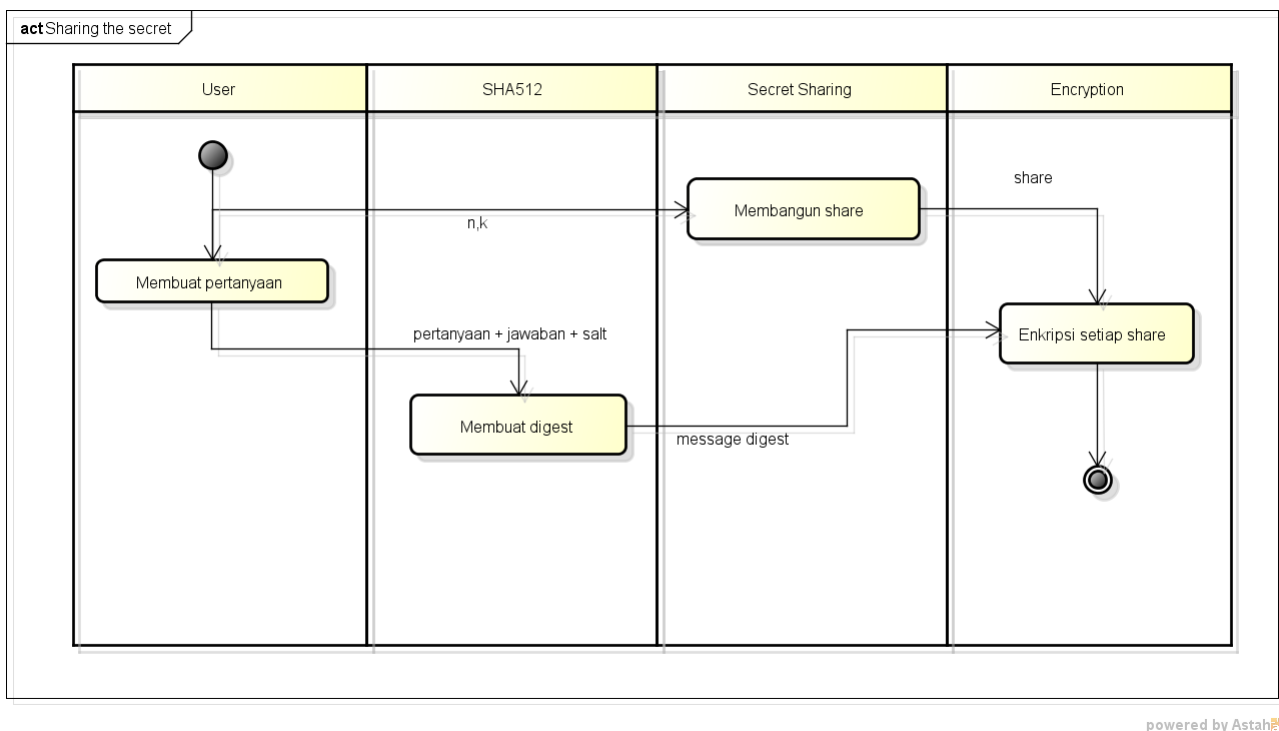 act Sharing the secret
User
SHA512
Secret Sharing
Encryption
share
Membangun share
n,k
Membuat pertanyaan
pertanyaan + jawaban + salt
Enkripsi setiap share
Membuat digest
message digest
powered by Astah